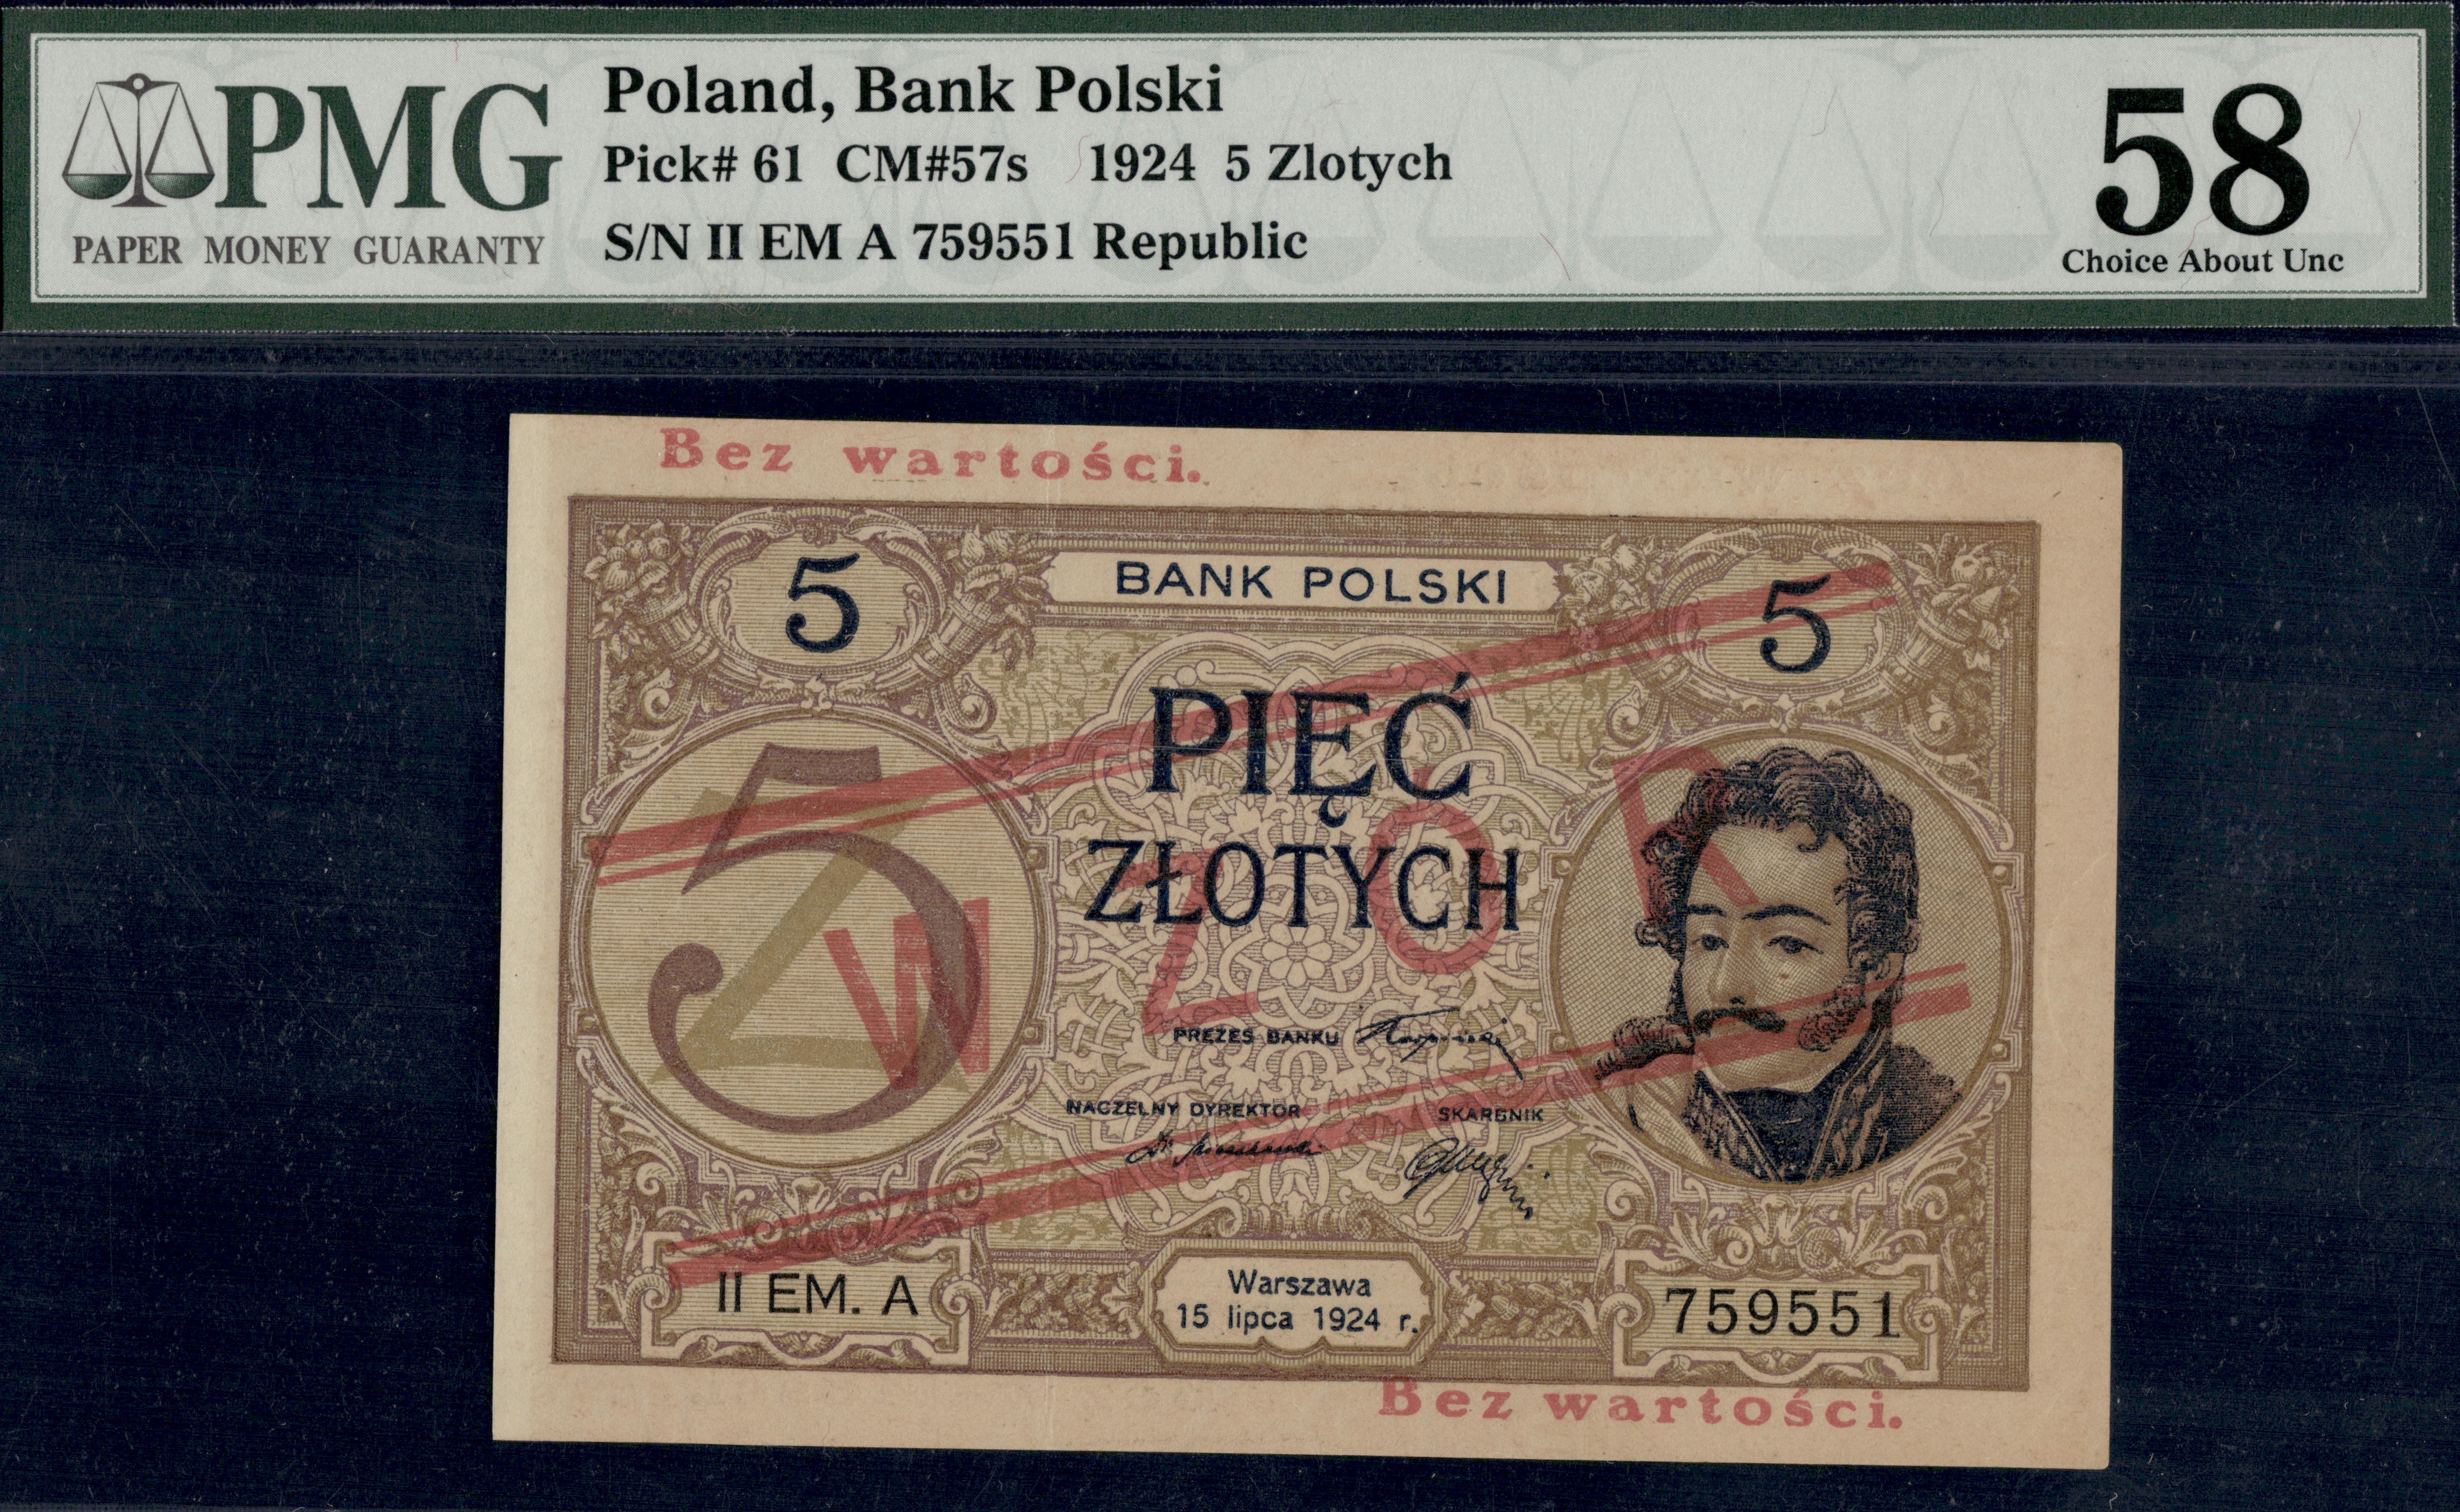 PMG
PAPER MONEY GUARANTY
Poland, Bank Polski
Pick# 61 CM#57s 1924 5 Zlotych
S/N II EM A 759551 Republic
58
Choice About Unc
Bez wartości.
5
BANK POLSKI
5
PIĘĆ
ZŁOTYCH
5
WZOR
PREZES BANKU
NACZELNY DYREKTOR
SKARBNIK
II EM. A
Warszawa
15 lipca 1924 r.
759551
Bez wartości.